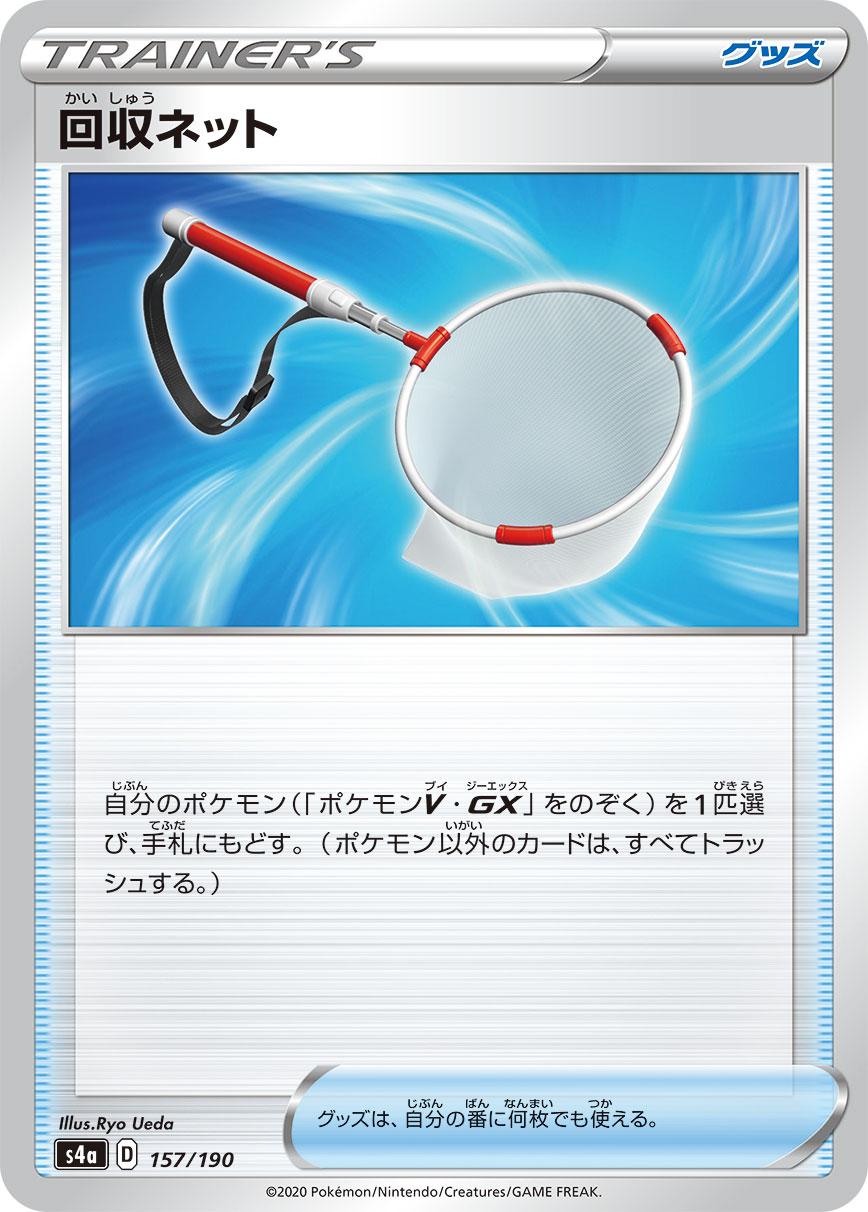 TRAINER'S グッズ
かいしゅう
回収ネット
じぶん ブイ ジーエックス ぴきえら
自分のポケモン(「ポケモンV・GX」をのぞく)を1匹選
てふだ いがい
び、手札にもどす。(ポケモン以外のカードは、すべてトラッ
シュする。)
じぶん ばん なんまい つか
グッズは、自分の番に何枚でも使える。
Illus.Ryo Ueda
s4a D 157/190
©2020 Pokémon/Nintendo/Creatures/GAME FREAK.